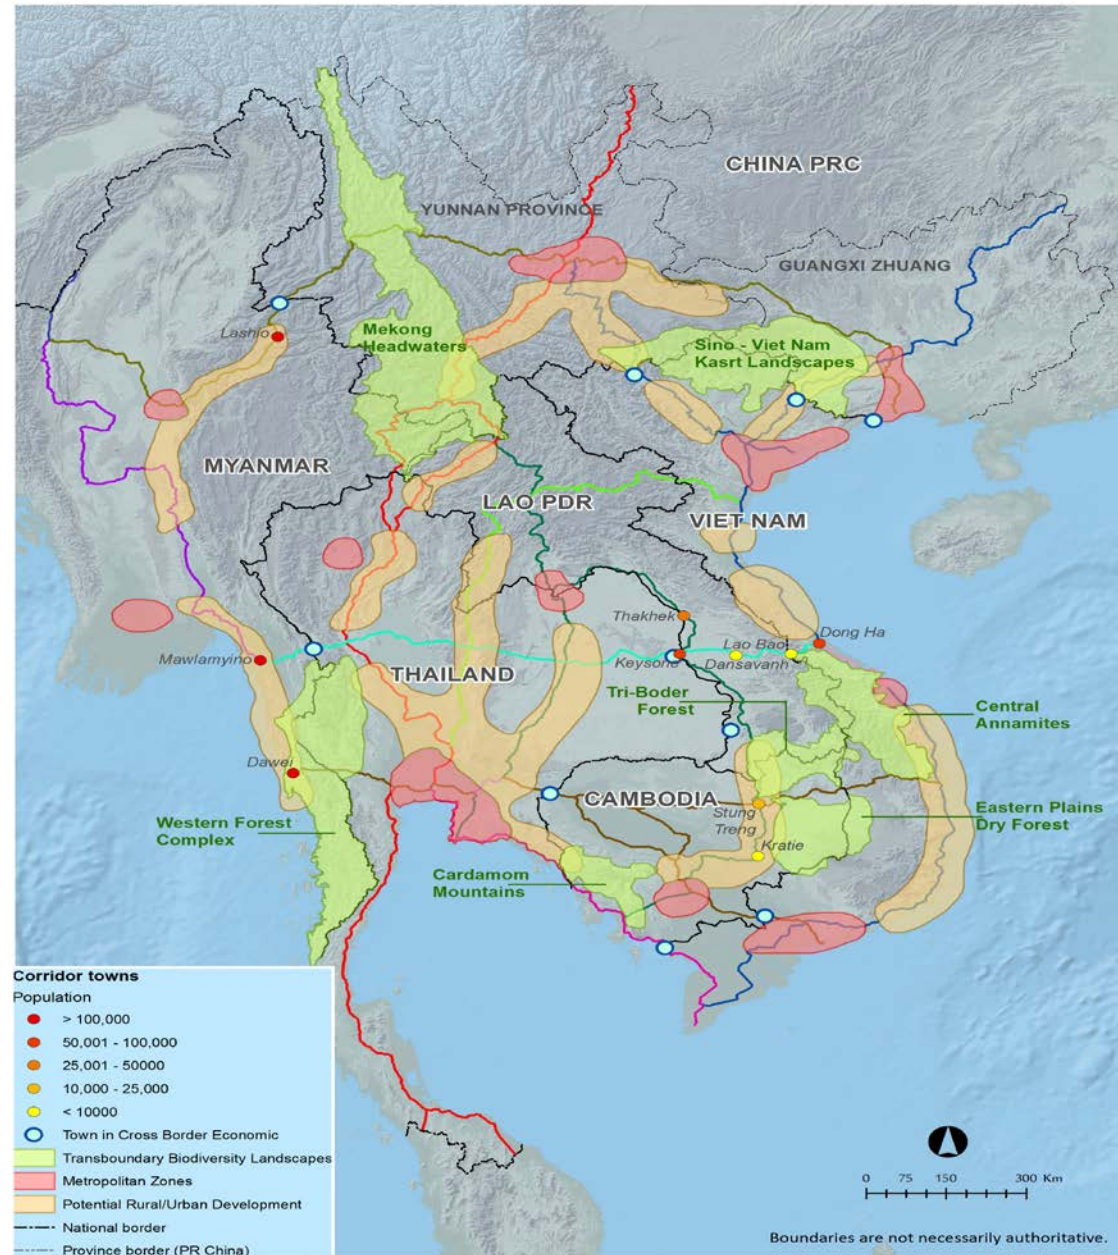 CHINA PRC
YUNNAN PROVINCE
GUANGXI ZHUANG
Lashio
Mekong
Headwaters
Sino - Viet Nam
Kasrt Landscapes
MYANMAR
LAO PDR
VIET NAM
Thakhek
Lao Bao
Dong Ha
Mawlamyino
Keysone
Dansavanh
THAILAND
Tri-Boder
Forest
Central
Annamites
Dawei
CAMBODIA
Stung
Treng
Eastern Plains
Dry Forest
Western Forest
Complex
Kratie
Cardamom
Mountains
Corridor towns
Population
> 100,000
50,001 - 100,000
25,001 - 50000
10,000 - 25,000
< 10000
Town in Cross Border Economic
Transboundary Biodiversity Landscapes
Metropolitan Zones
Potential Rural/Urban Development
National border
Province border (PR China)
0 75 150 300 Km
Boundaries are not necessarily authoritative.